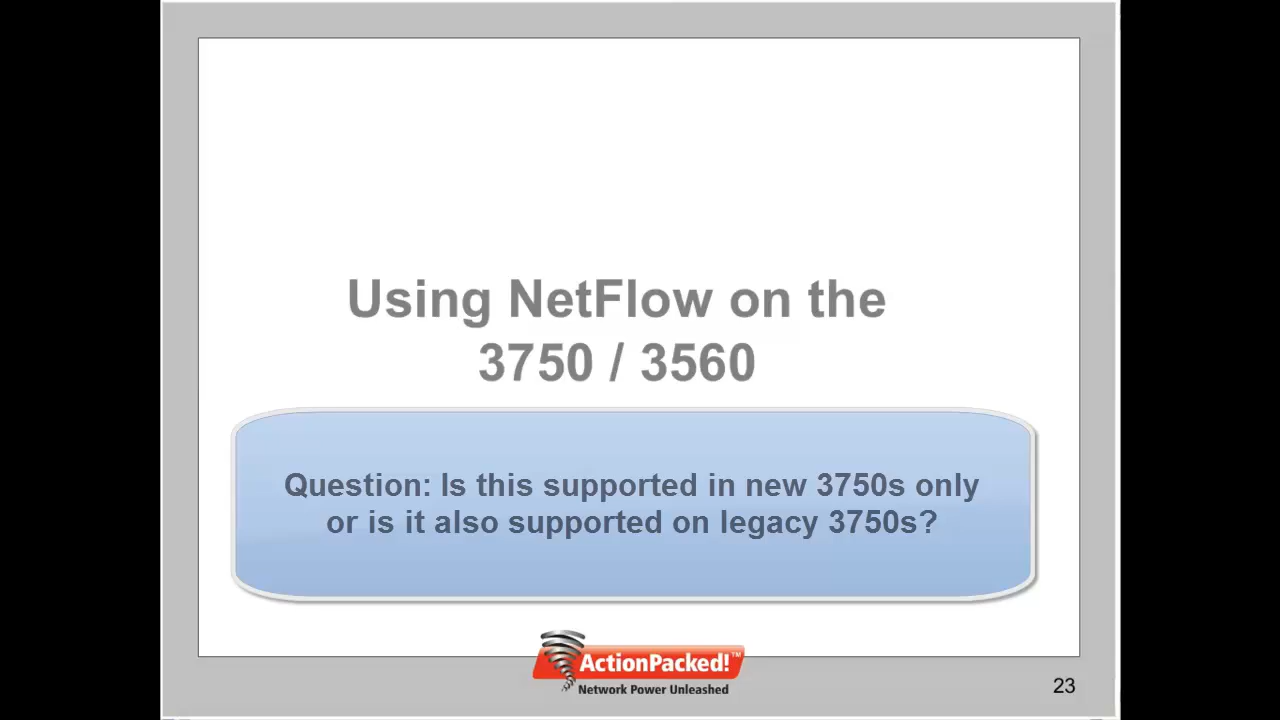 Using NetFlow on the
3750 / 3560
Question: Is this supported in new 3750s only
or is it also supported on legacy 3750s?
ActionPacked!™
Network Power Unleashed
23